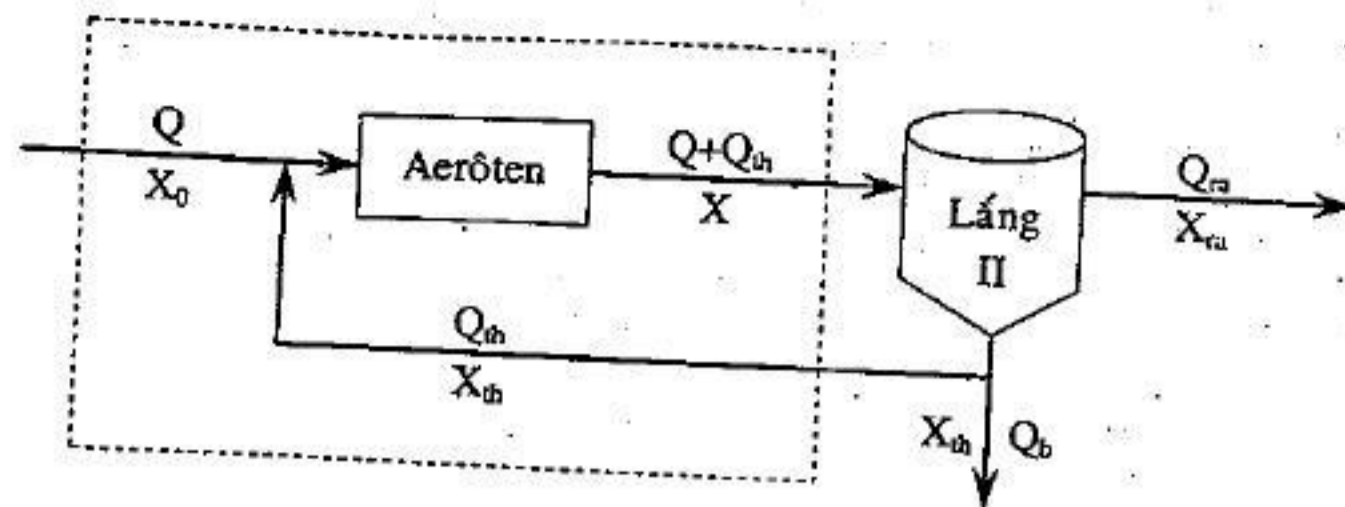 Q
X₀
Aerôten
Q+Qth
X
Lắng
II
Qra
Xra
Qth
Xth
Xth
Qb